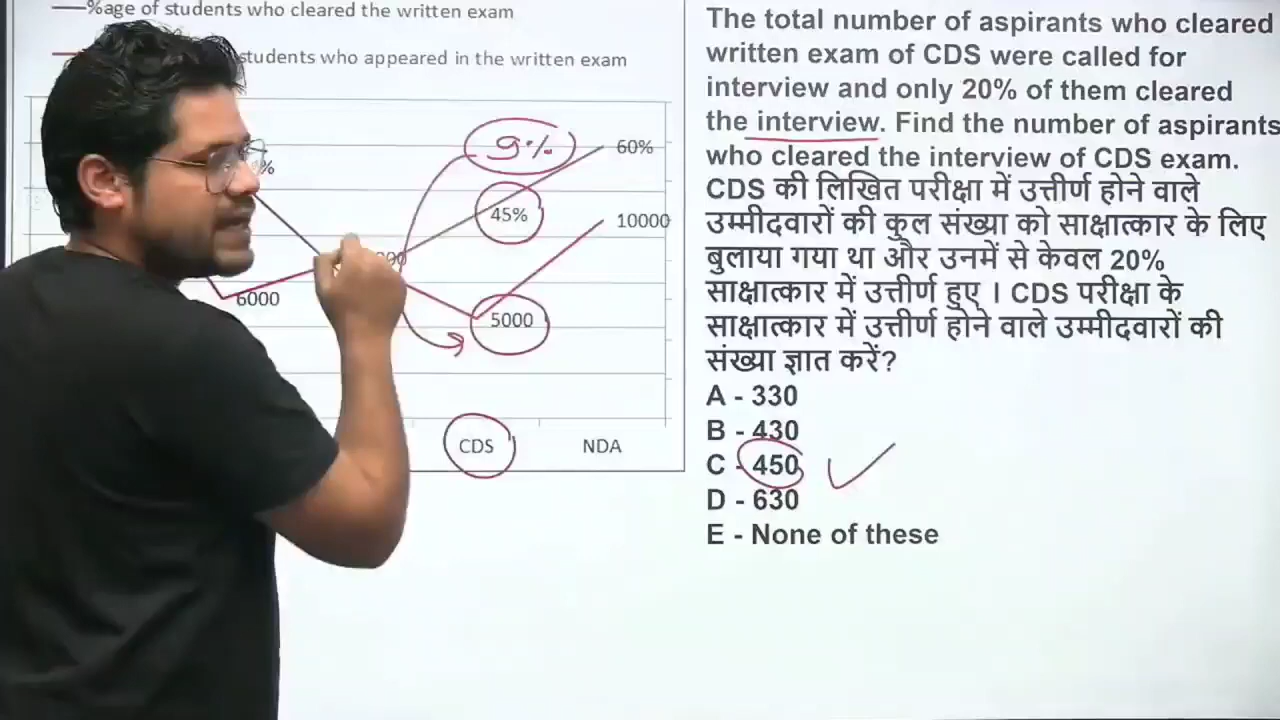 %age of students who cleared the written exam
students who appeared in the written exam
9%
60%
%
45%
10000
6000
5000
CDS
NDA
The total number of aspirants who cleared
written exam of CDS were called for
interview and only 20% of them cleared
the interview. Find the number of aspirants
who cleared the interview of CDS exam.
CDS की लिखित परीक्षा में उत्तीर्ण होने वाले
उम्मीदवारों की कुल संख्या को साक्षात्कार के लिए
बुलाया गया था और उनमें से केवल 20%
साक्षात्कार में उत्तीर्ण हुए । CDS परीक्षा के
साक्षात्कार में उत्तीर्ण होने वाले उम्मीदवारों की
संख्या ज्ञात करें?
A - 330
B - 430
C - 450
D - 630
E - None of these